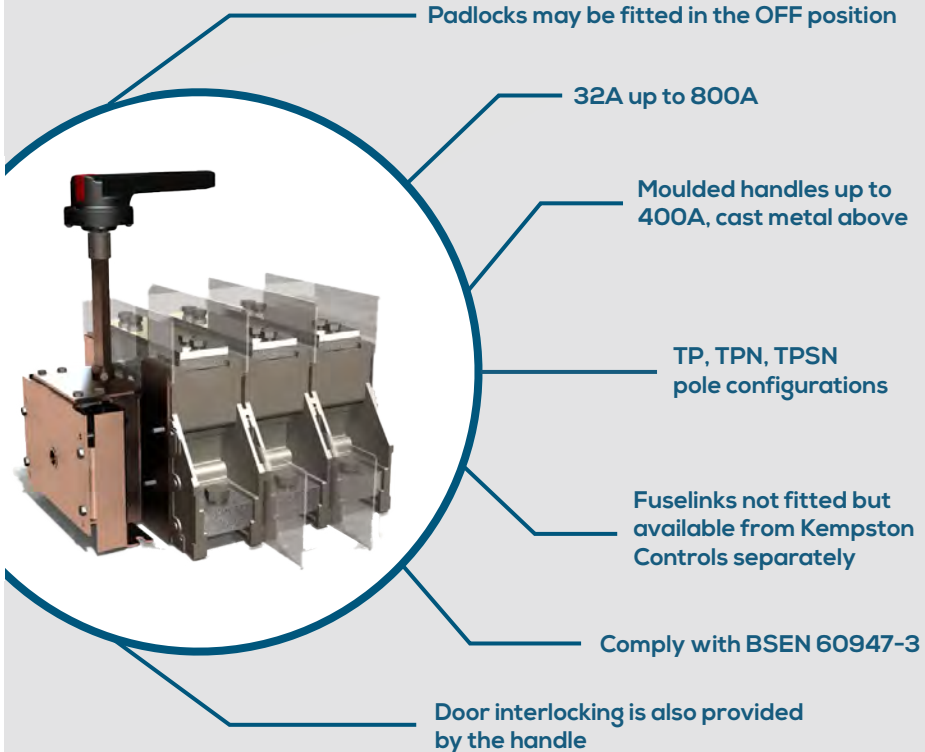 Padlocks may be fitted in the OFF position
32A up to 800A
Moulded handles up to
400A, cast metal above
TP, TPN, TPSN
pole configurations
Fuselinks not fitted but
available from Kempston
Controls separately
Comply with BSEN 60947-3
Door interlocking is also provided
by the handle